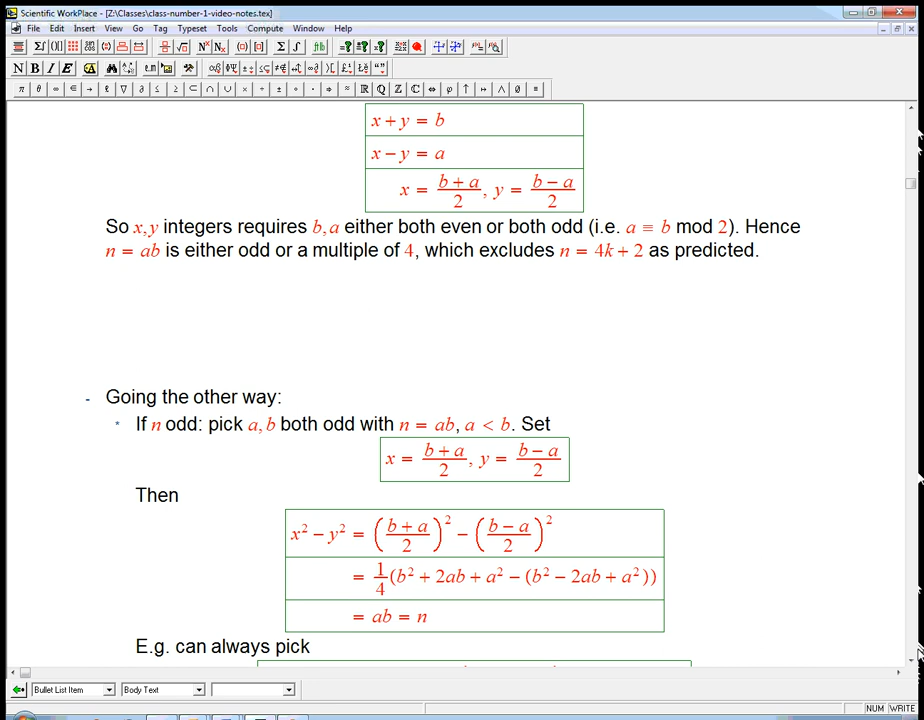 Scientific WorkPlace - [Z:\Classes\class-number-1-video-notes.tex]
File Edit Insert View Go Tag Typeset Tools Compute Window Help
x + y = b
x − y = a
x = (b + a)/2, y = (b − a)/2
So x, y integers requires b, a either both even or both odd (i.e. a ≡ b mod 2). Hence
n = ab is either odd or a multiple of 4, which excludes n = 4k + 2 as predicted.
- Going the other way:
* If n odd: pick a, b both odd with n = ab, a < b. Set
x = (b + a)/2, y = (b − a)/2
Then
x² − y² = ((b + a)/2)² − ((b − a)/2)²
= 1/4(b² + 2ab + a² − (b² − 2ab + a²))
= ab = n
E.g. can always pick
Bullet List Item Body Text
NUM WRITE